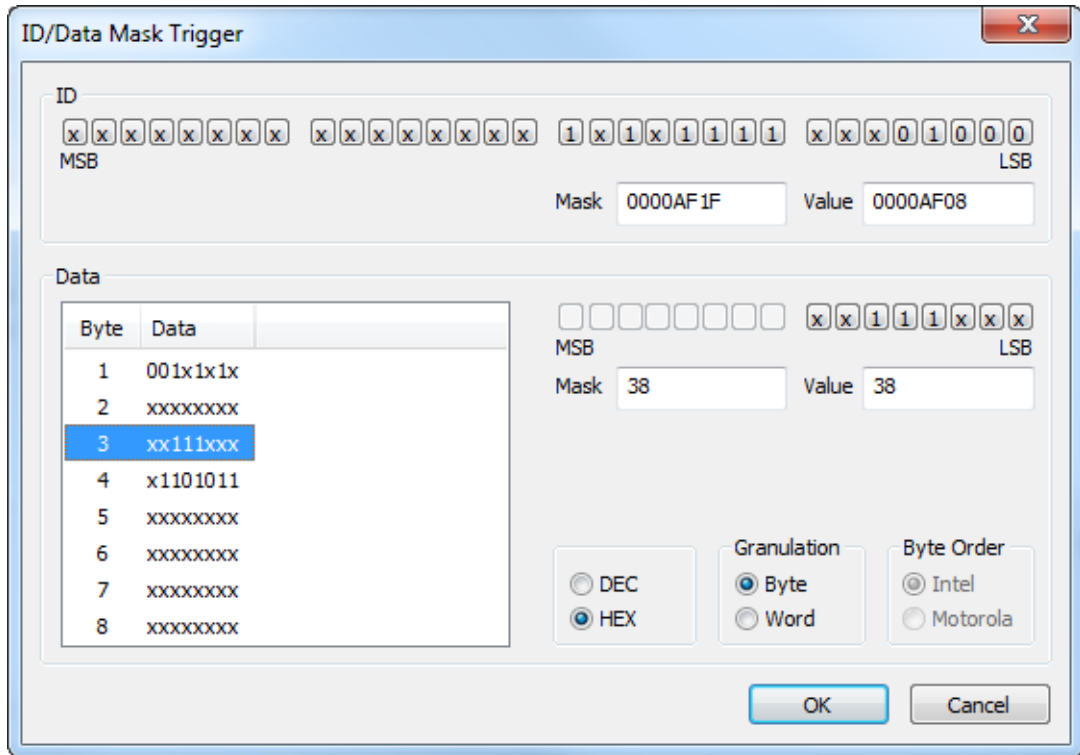 ID/Data Mask Trigger
x
ID
x x x x x x x x x x x x x x x x 1 x 1 x 1 1 1 1 x x x 0 1 0 0 0
MSB LSB
Mask 0000AF1F Value 0000AF08
Data
Byte Data
1 001x1x1x
2 xxxxxxxx
3 xx111xxx
4 x1101011
5 xxxxxxxx
6 xxxxxxxx
7 xxxxxxxx
8 xxxxxxxx
x x 1 1 1 x x x
MSB LSB
Mask 38 Value 38
DEC
HEX
Granulation
Byte
Word
Byte Order
Intel
Motorola
OK Cancel